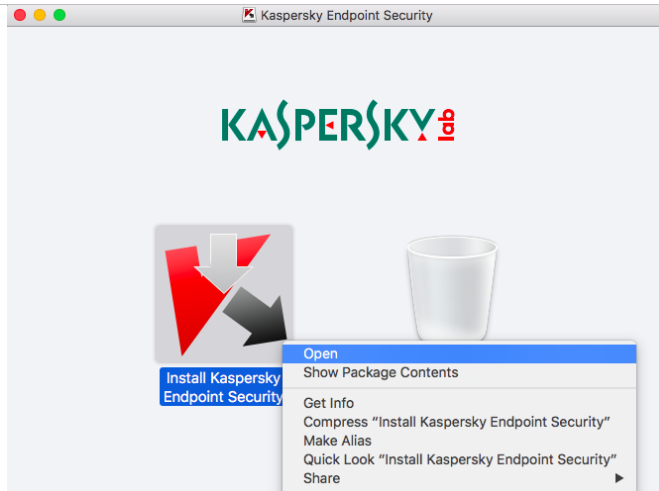 Kaspersky Endpoint Security
KASPERSKY lab
Install Kaspersky
Endpoint Security
Open
Show Package Contents
Get Info
Compress “Install Kaspersky Endpoint Security”
Make Alias
Quick Look “Install Kaspersky Endpoint Security”
Share